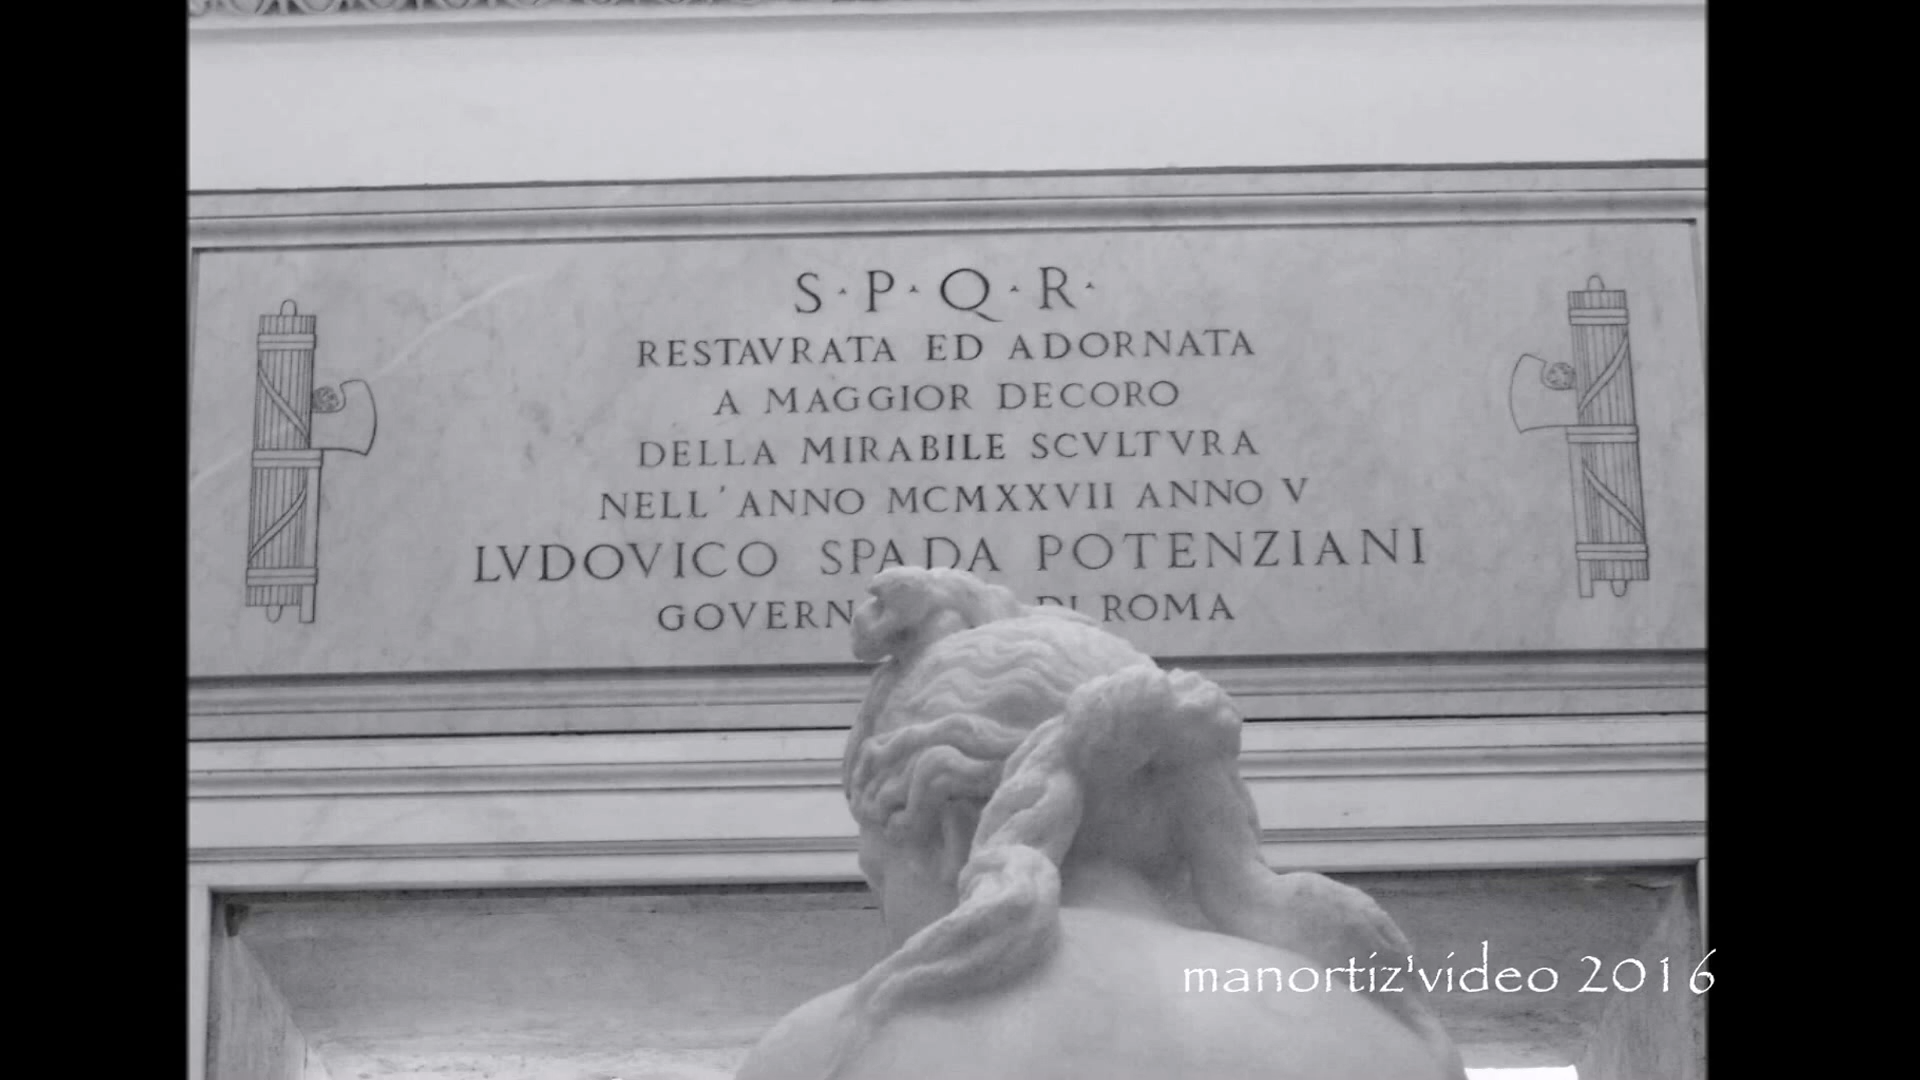 S·P·Q·R·
RESTAVRATA ED ADORNATA
A MAGGIOR DECORO
DELLA MIRABILE SCVLTVRA
NELL'ANNO MCMXXVII ANNO V
LVDOVICO SPADA POTENZIANI
DI ROMA
manortiz'video 2016